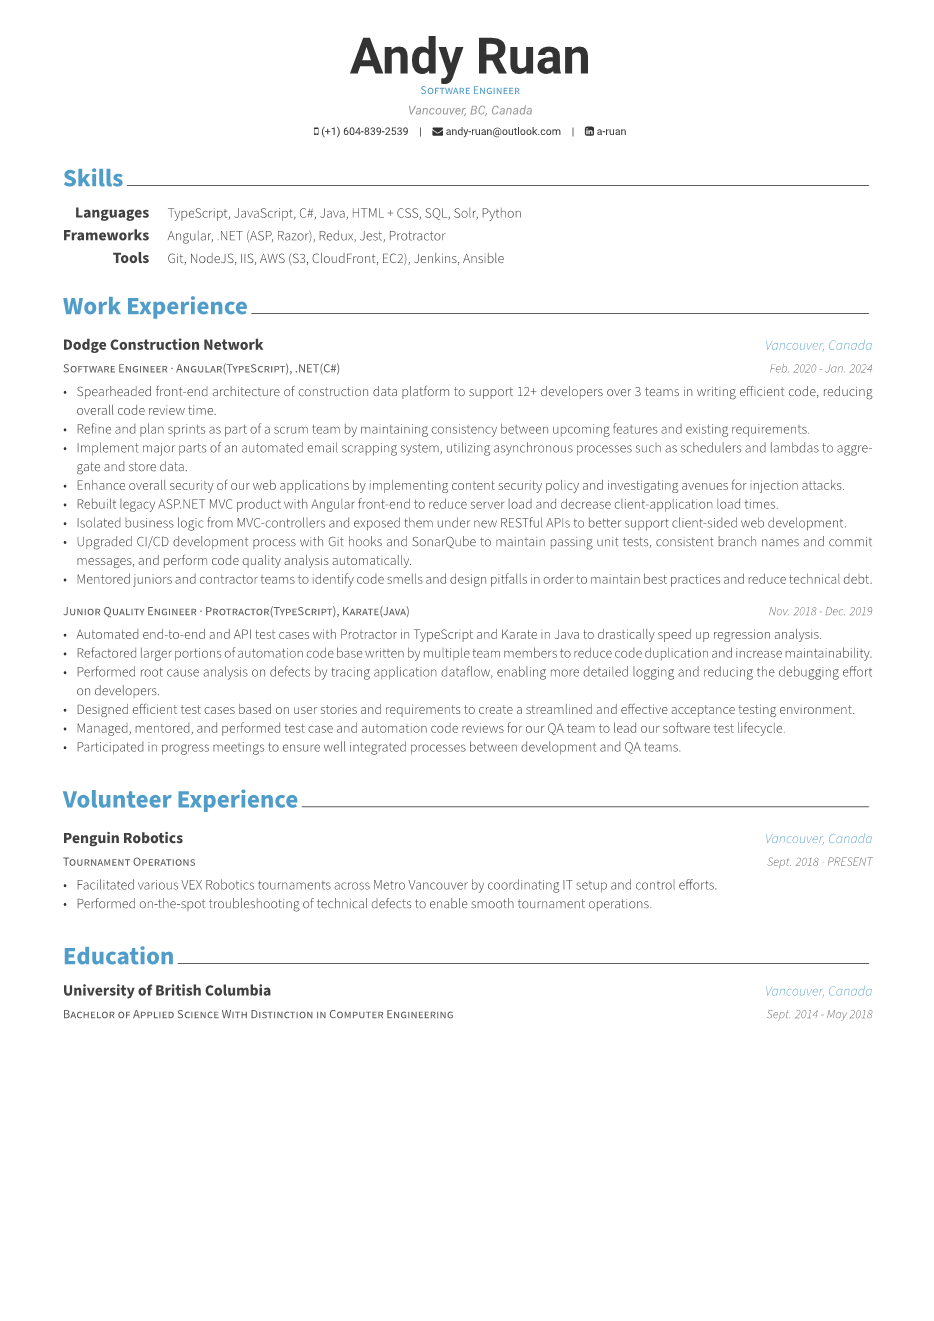 Andy Ruan
Software Engineer
Vancouver, BC, Canada
(+1) 604-839-2539 | andy-ruan@outlook.com | a-ruan
Skills
Languages TypeScript, JavaScript, C#, Java, HTML + CSS, SQL, Solr, Python
Frameworks Angular, .NET (ASP, Razor), Redux, Jest, Protractor
Tools Git, NodeJS, IIS, AWS (S3, CloudFront, EC2), Jenkins, Ansible
Work Experience
Dodge Construction Network Vancouver, Canada
Software Engineer · Angular(TypeScript), .NET(C#) Feb. 2020 - Jan. 2024
• Spearheaded front-end architecture of construction data platform to support 12+ developers over 3 teams in writing efficient code, reducing
overall code review time.
• Refine and plan sprints as part of a scrum team by maintaining consistency between upcoming features and existing requirements.
• Implement major parts of an automated email scrapping system, utilizing asynchronous processes such as schedulers and lambdas to aggre-
gate and store data.
• Enhance overall security of our web applications by implementing content security policy and investigating avenues for injection attacks.
• Rebuilt legacy ASP.NET MVC product with Angular front-end to reduce server load and decrease client-application load times.
• Isolated business logic from MVC-controllers and exposed them under new RESTful APIs to better support client-sided web development.
• Upgraded CI/CD development process with Git hooks and SonarQube to maintain passing unit tests, consistent branch names and commit
messages, and perform code quality analysis automatically.
• Mentored juniors and contractor teams to identify code smells and design pitfalls in order to maintain best practices and reduce technical debt.
Junior Quality Engineer · Protractor(TypeScript), Karate(Java) Nov. 2018 - Dec. 2019
• Automated end-to-end and API test cases with Protractor in TypeScript and Karate in Java to drastically speed up regression analysis.
• Refactored larger portions of automation code base written by multiple team members to reduce code duplication and increase maintainability.
• Performed root cause analysis on defects by tracing application dataflow, enabling more detailed logging and reducing the debugging effort
on developers.
• Designed efficient test cases based on user stories and requirements to create a streamlined and effective acceptance testing environment.
• Managed, mentored, and performed test case and automation code reviews for our QA team to lead our software test lifecycle.
• Participated in progress meetings to ensure well integrated processes between development and QA teams.
Volunteer Experience
Penguin Robotics Vancouver, Canada
Tournament Operations Sept. 2018 - PRESENT
• Facilitated various VEX Robotics tournaments across Metro Vancouver by coordinating IT setup and control efforts.
• Performed on-the-spot troubleshooting of technical defects to enable smooth tournament operations.
Education
University of British Columbia Vancouver, Canada
Bachelor of Applied Science With Distinction in Computer Engineering Sept. 2014 - May 2018